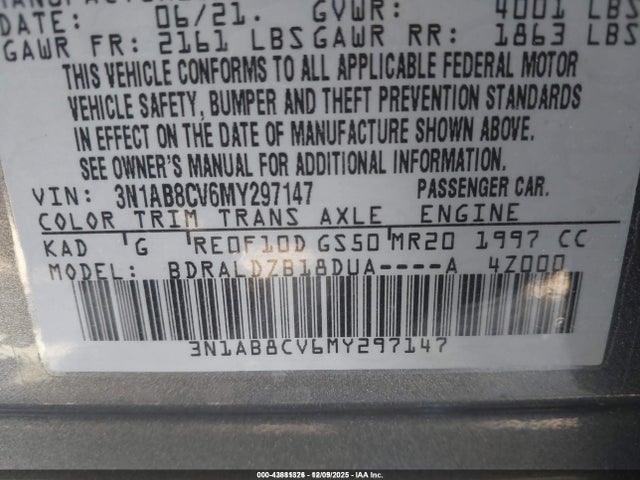 DATE: 06/21. GVWR: 4001 LBS
GAWR FR: 2161 LBS GAWR RR: 1863 LBS
THIS VEHICLE CONFORMS TO ALL APPLICABLE FEDERAL MOTOR
VEHICLE SAFETY, BUMPER AND THEFT PREVENTION STANDARDS
IN EFFECT ON THE DATE OF MANUFACTURE SHOWN ABOVE.
SEE OWNER'S MANUAL FOR ADDITIONAL INFORMATION.
VIN: 3N1AB8CV6MY297147 PASSENGER CAR.
COLOR TRIM TRANS AXLE ENGINE
KAD G RE0F10D GS50 MR20 1997 CC
MODEL: BDRALDZB18DUA----A 4Z000
3N1AB8CV6MY297147
000-43881326 - 12/09/2025 - IAA Inc.